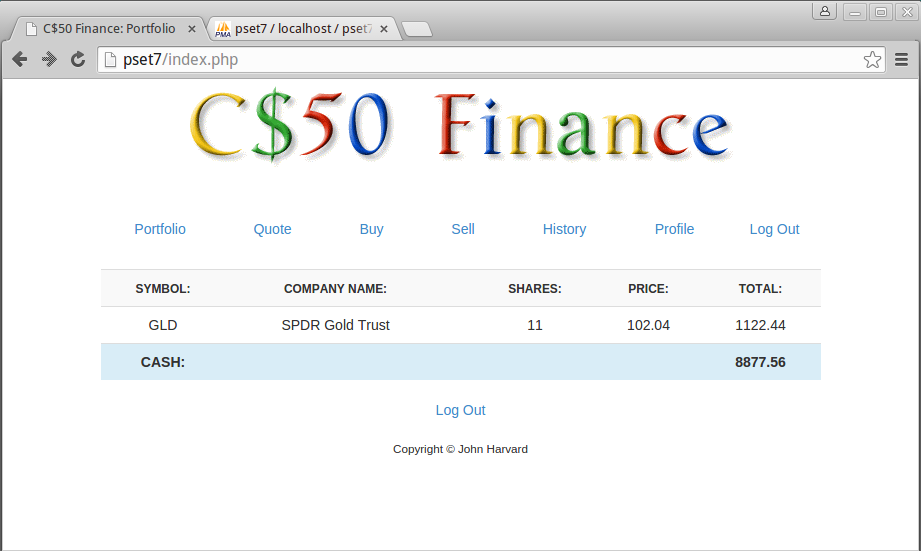 C$50 Finance: Portfolio pset7 / localhost / pset7
pset7/index.php
C$50 Finance
Portfolio Quote Buy Sell History Profile Log Out
SYMBOL: COMPANY NAME: SHARES: PRICE: TOTAL:
GLD SPDR Gold Trust 11 102.04 1122.44
CASH: 8877.56
Log Out
Copyright © John Harvard